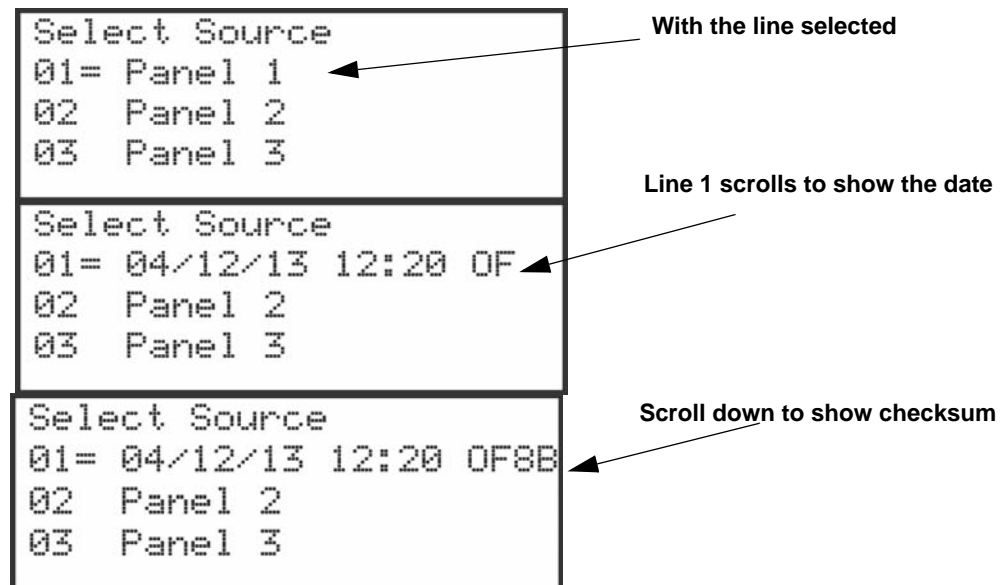 Select Source
With the line selected
01= Panel 1
02 Panel 2
03 Panel 3
Line 1 scrolls to show the date
Select Source
01= 04/12/13 12:20 OF
02 Panel 2
03 Panel 3
Select Source
Scroll down to show checksum
01= 04/12/13 12:20 OF8B
02 Panel 2
03 Panel 3